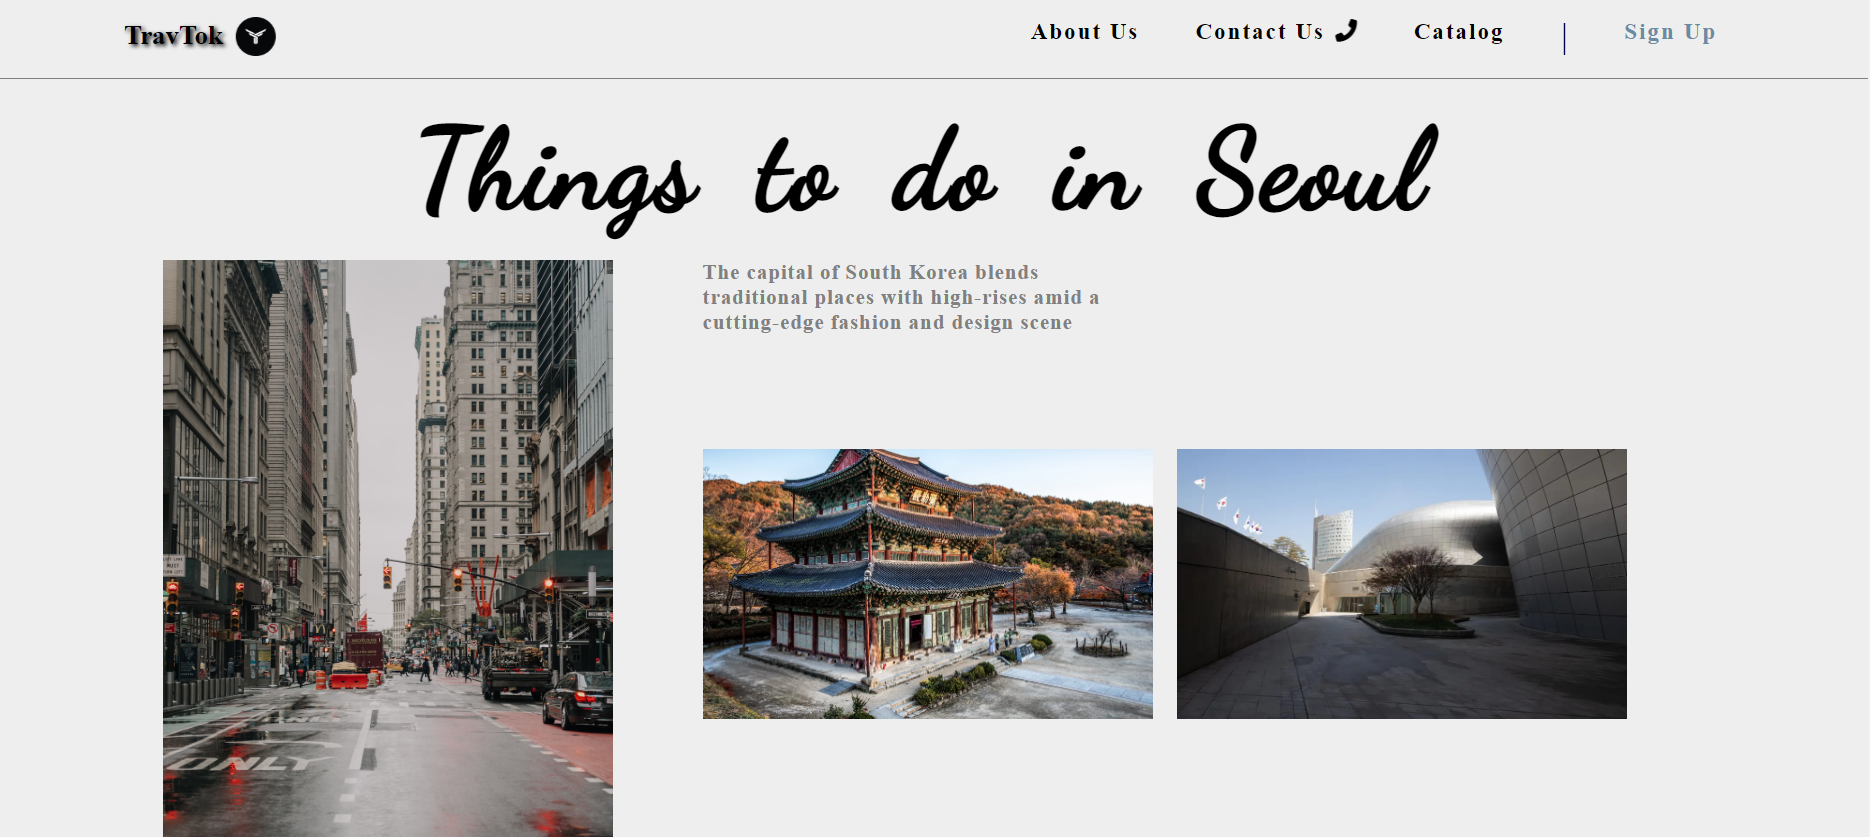 TravTok
About Us
Contact Us
Catalog
Sign Up
Things to do in Seoul
The capital of South Korea blends
traditional places with high-rises amid a
cutting-edge fashion and design scene
ONLY